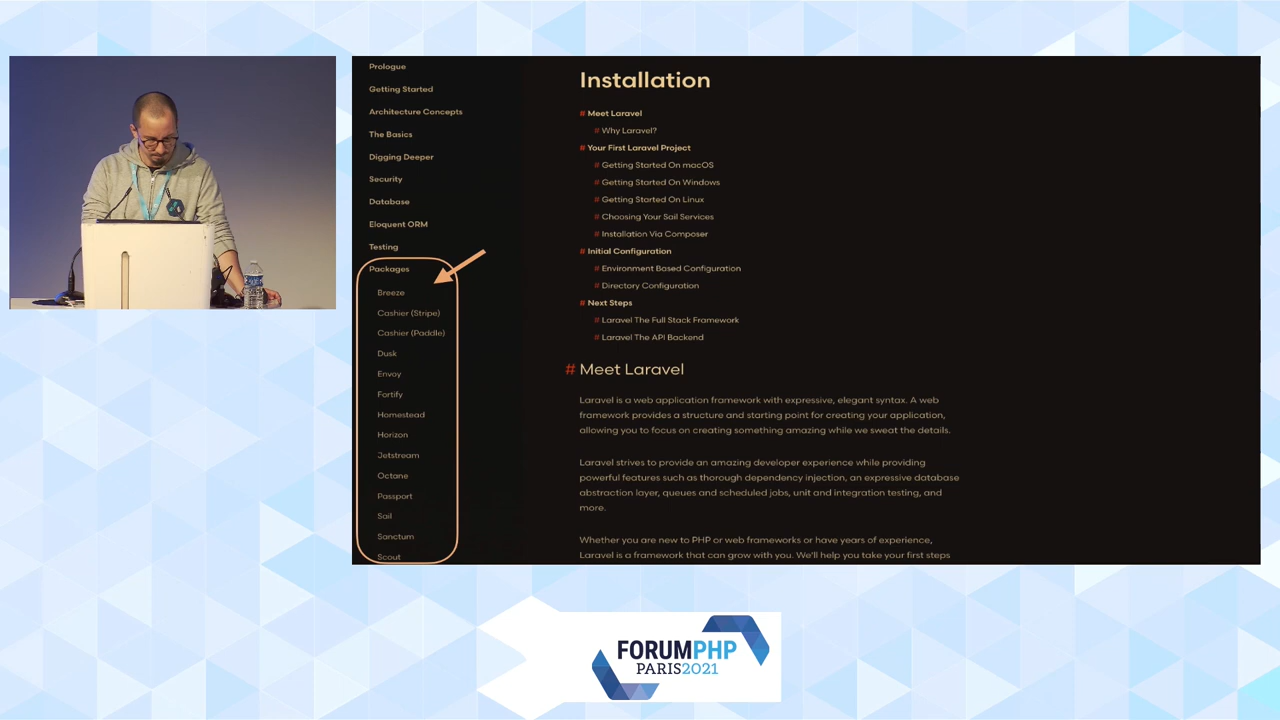 Prologue
Getting Started
Architecture Concepts
The Basics
Digging Deeper
Security
Database
Eloquent ORM
Testing
Packages
Breeze
Cashier (Stripe)
Cashier (Paddle)
Dusk
Envoy
Fortify
Homestead
Horizon
Jetstream
Octane
Passport
Sail
Sanctum
Scout
Installation
# Meet Laravel
# Why Laravel?
# Your First Laravel Project
# Getting Started On macOS
# Getting Started On Windows
# Getting Started On Linux
# Choosing Your Sail Services
# Installation Via Composer
# Initial Configuration
# Environment Based Configuration
# Directory Configuration
# Next Steps
# Laravel The Full Stack Framework
# Laravel The API Backend
# Meet Laravel
Laravel is a web application framework with expressive, elegant syntax. A web
framework provides a structure and starting point for creating your application,
allowing you to focus on creating something amazing while we sweat the details.
Laravel strives to provide an amazing developer experience while providing
powerful features such as thorough dependency injection, an expressive database
abstraction layer, queues and scheduled jobs, unit and integration testing, and
more.
Whether you are new to PHP or web frameworks or have years of experience,
Laravel is a framework that can grow with you. We'll help you take your first steps
FORUMPHP
PARIS2021